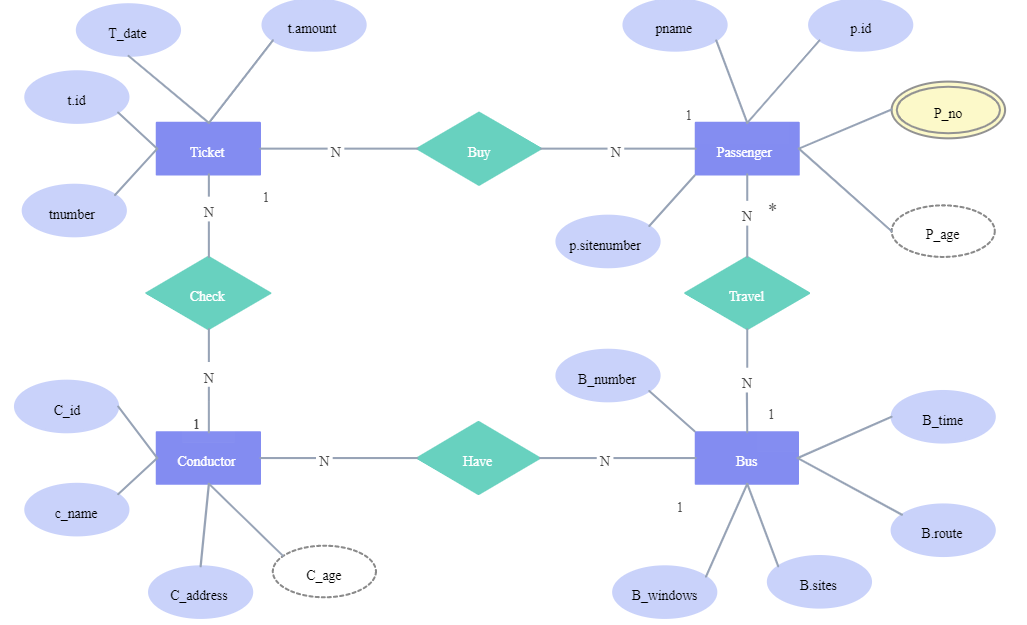 T_date
t.amount
pname
p.id
t.id
P_no
1
Ticket
N
Buy
N
Passenger
1
tnumber
N
N
*
P_age
p.sitenumber
Check
Travel
N
B_number
N
C_id
1
1
B_time
Conductor
N
Have
N
Bus
c_name
1
B.route
C_age
C_address
B_windows
B.sites